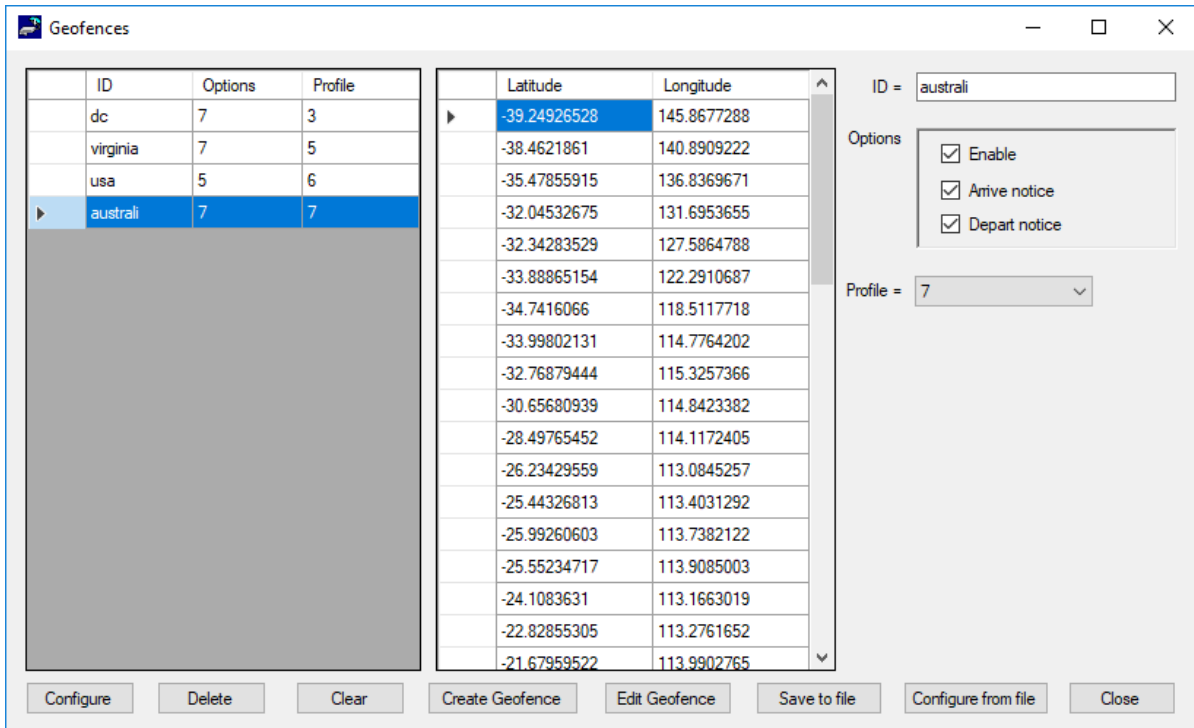 Geofences
ID Options Profile
dc 7 3
virginia 7 5
usa 5 6
australi 7 7
Latitude Longitude
-39.24926528 145.8677288
-38.4621861 140.8909222
-35.47855915 136.8369671
-32.04532675 131.6953655
-32.34283529 127.5864788
-33.88865154 122.2910687
-34.7416066 118.5117718
-33.99802131 114.7764202
-32.76879444 115.3257366
-30.65680939 114.8423382
-28.49765452 114.1172405
-26.23429559 113.0845257
-25.44326813 113.4031292
-25.99260603 113.7382122
-25.55234717 113.9085003
-24.1083631 113.1663019
-22.82855305 113.2761652
-21.67959522 113.9902765
ID = australi
Options
Enable
Arrive notice
Depart notice
Profile = 7
Configure Delete Clear Create Geofence Edit Geofence Save to file Configure from file Close